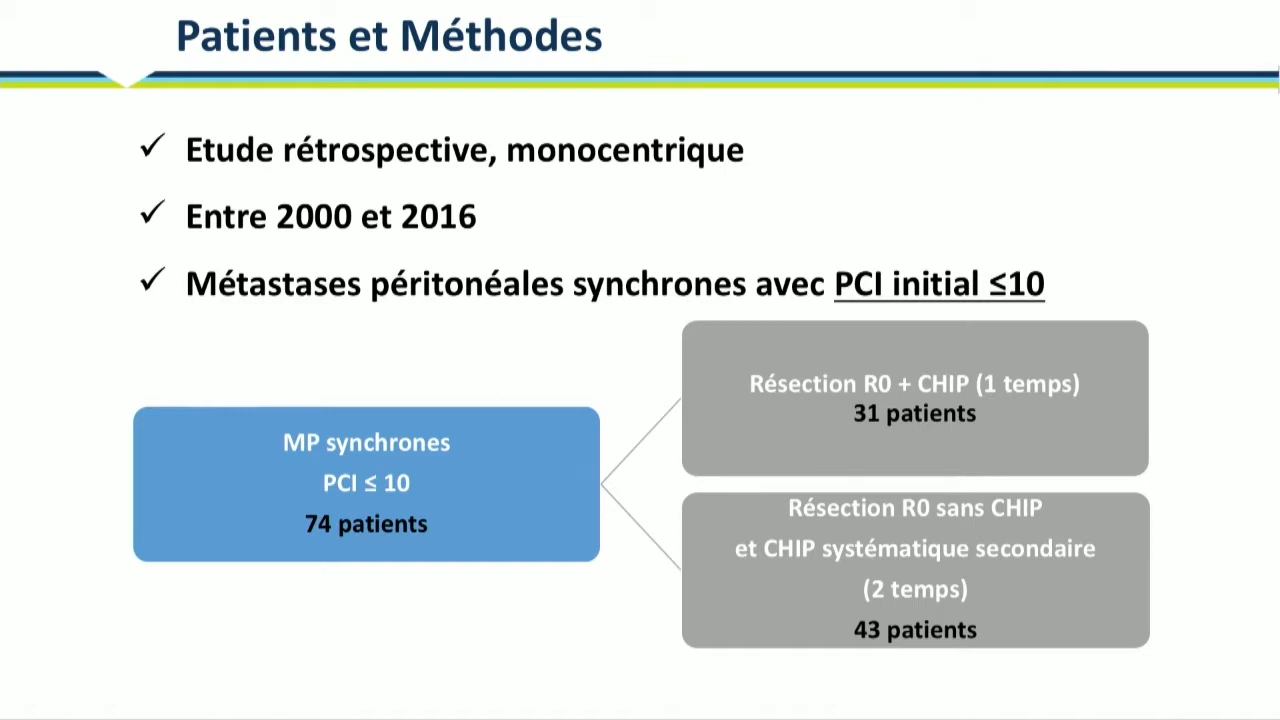 Patients et Méthodes
✓ Etude rétrospective, monocentrique
✓ Entre 2000 et 2016
✓ Métastases péritonéales synchrones avec PCI initial ≤10
MP synchrones
PCI ≤ 10
74 patients
Résection R0 + CHIP (1 temps)
31 patients
Résection R0 sans CHIP
et CHIP systématique secondaire
(2 temps)
43 patients